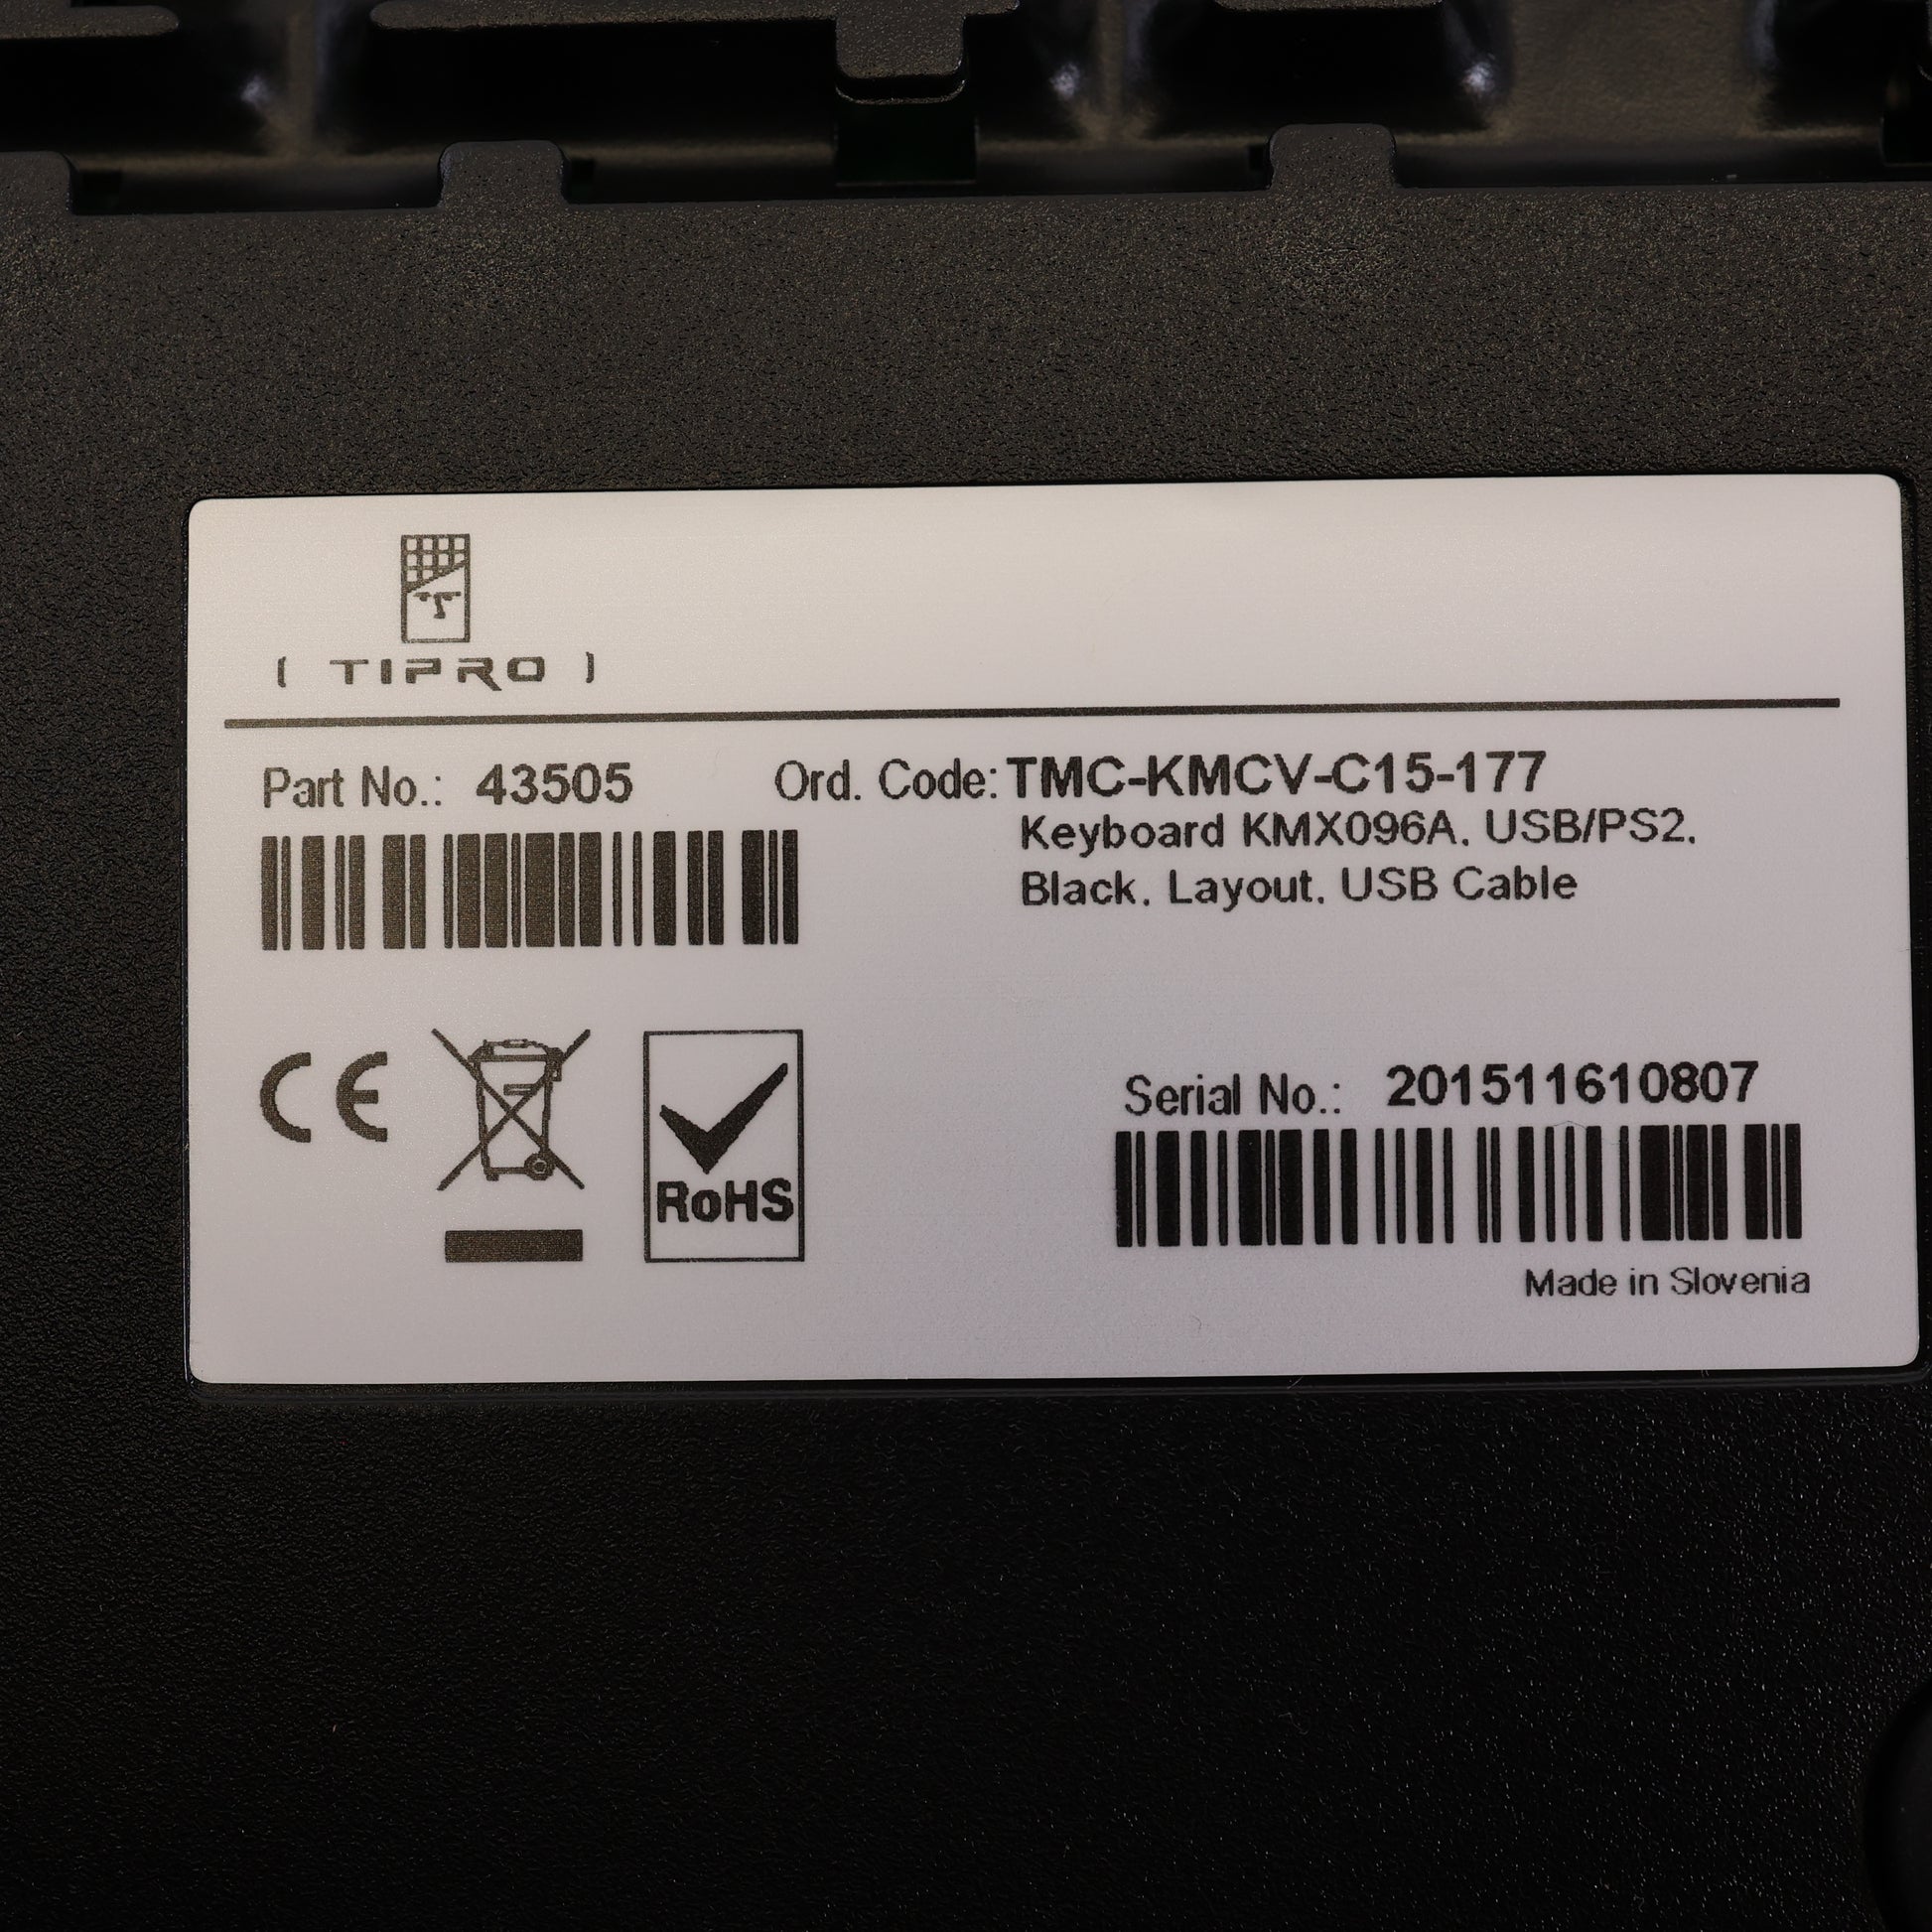 ( TIPRO )
Part No.: 43505 Ord. Code: TMC-KMCV-C15-177
Keyboard KMX096A, USB/PS2,
Black, Layout, USB Cable
CE
RoHS
Serial No.: 201511610807
Made in Slovenia